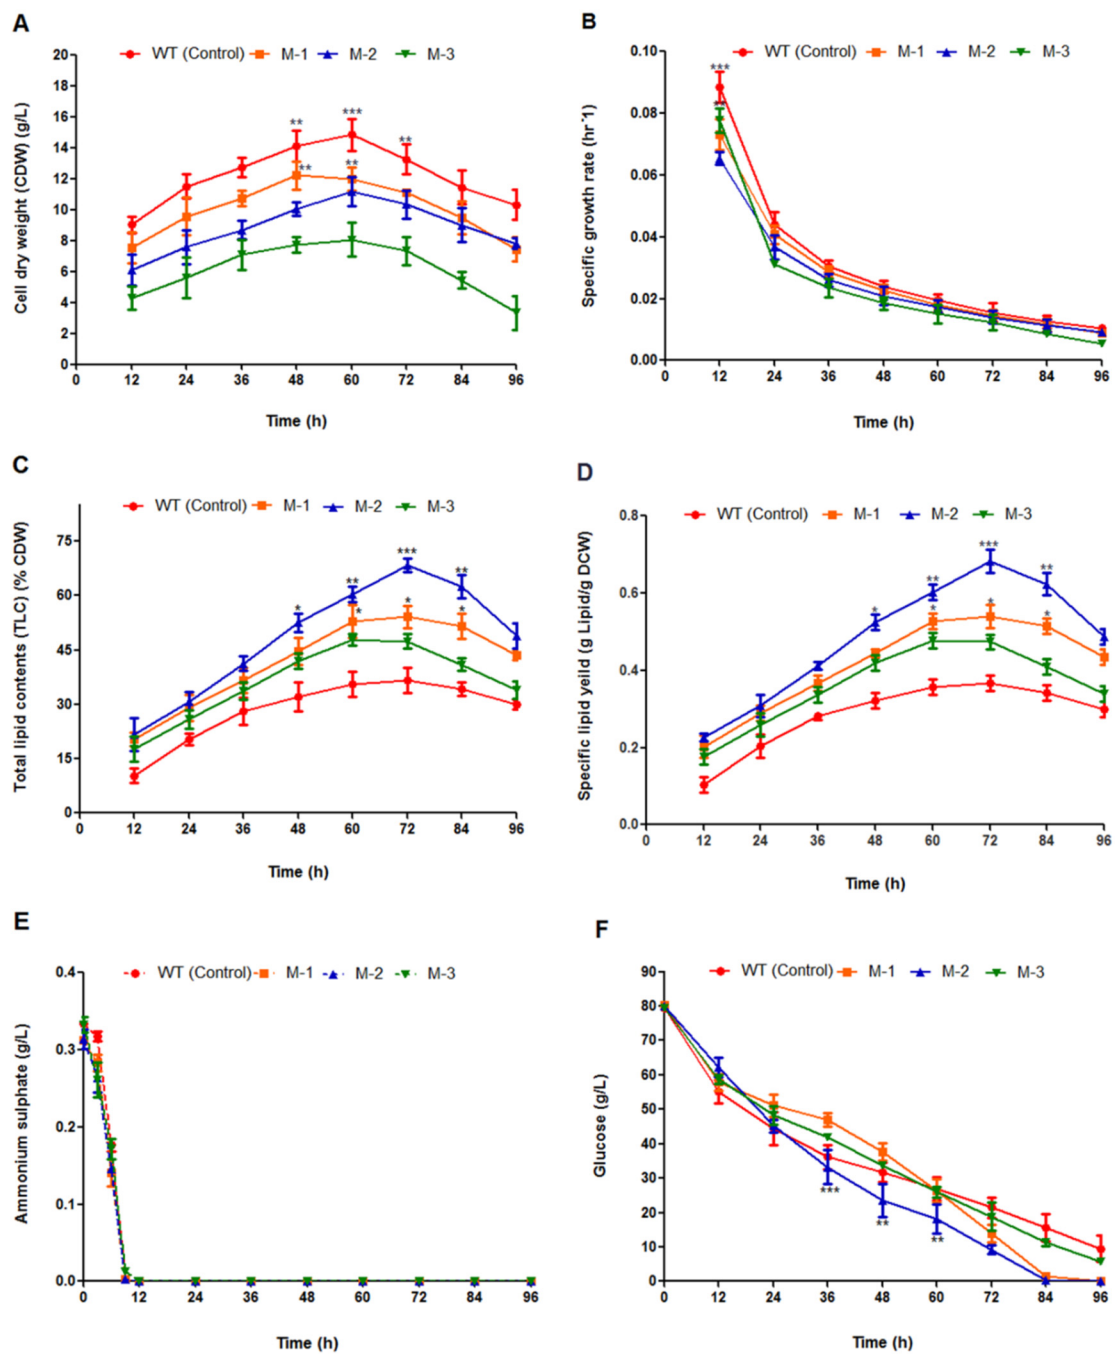 A
WT (Control) M-1 M-2 M-3
Cell dry weight (CDW) (g/L)
20
18
16
14
12
10
8
6
4
2
0
** *** ** ** **
0 12 24 36 48 60 72 84 96
Time (h)
B
WT (Control) M-1 M-2 M-3
Specific growth rate (hr⁻¹)
0.10
0.08
0.06
0.04
0.02
0.00
***
**
0 12 24 36 48 60 72 84 96
Time (h)
C
WT (Control) M-1 M-2 M-3
Total lipid contents (TLC) (% CDW)
75
60
45
30
15
0
* ** *** **
* * *
0 12 24 36 48 60 72 84 96
Time (h)
D
WT (Control) M-1 M-2 M-3
Specific lipid yeild (g Lipid/g DCW)
0.8
0.6
0.4
0.2
0.0
* ** *** **
* * *
0 12 24 36 48 60 72 84 96
Time (h)
E
WT (Control) M-1 M-2 M-3
Ammonium sulphate (g/L)
0.4
0.3
0.2
0.1
0.0
0 12 24 36 48 60 72 84 96
Time (h)
F
WT (Control) M-1 M-2 M-3
Glucose (g/L)
90
80
70
60
50
40
30
20
10
0
*** ** **
0 12 24 36 48 60 72 84 96
Time (h)